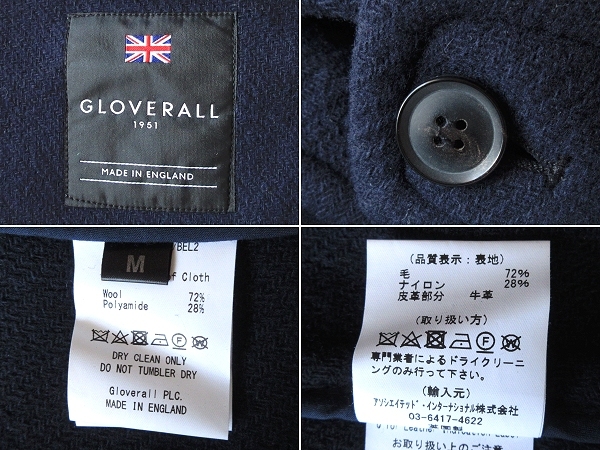 GLOVERALL
1951
MADE IN ENGLAND
/BEL2
M
of Cloth
Wool 72%
Polyamide 28%
DRY CLEAN ONLY
DO NOT TUMBLER DRY
Gloverall PLC.
MADE IN ENGLAND
(品質表示：表地)
毛 72%
ナイロン 28%
皮革部分 牛革
(取り扱い方)
専門業者によるドライクリーニ
ングのみ行って下さい。
(輸入元)
アソシエイテッド・インターナショナル株式会社
03-6417-4622
お取り扱い上のご注意